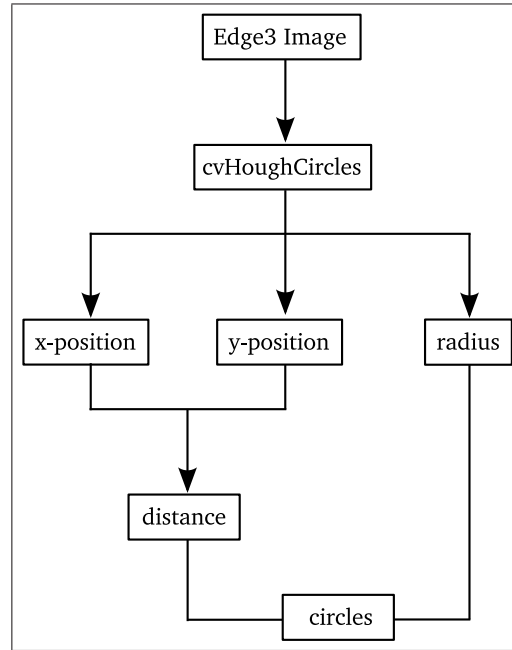 Edge3 Image
cvHoughCircles
x-position
y-position
radius
distance
circles